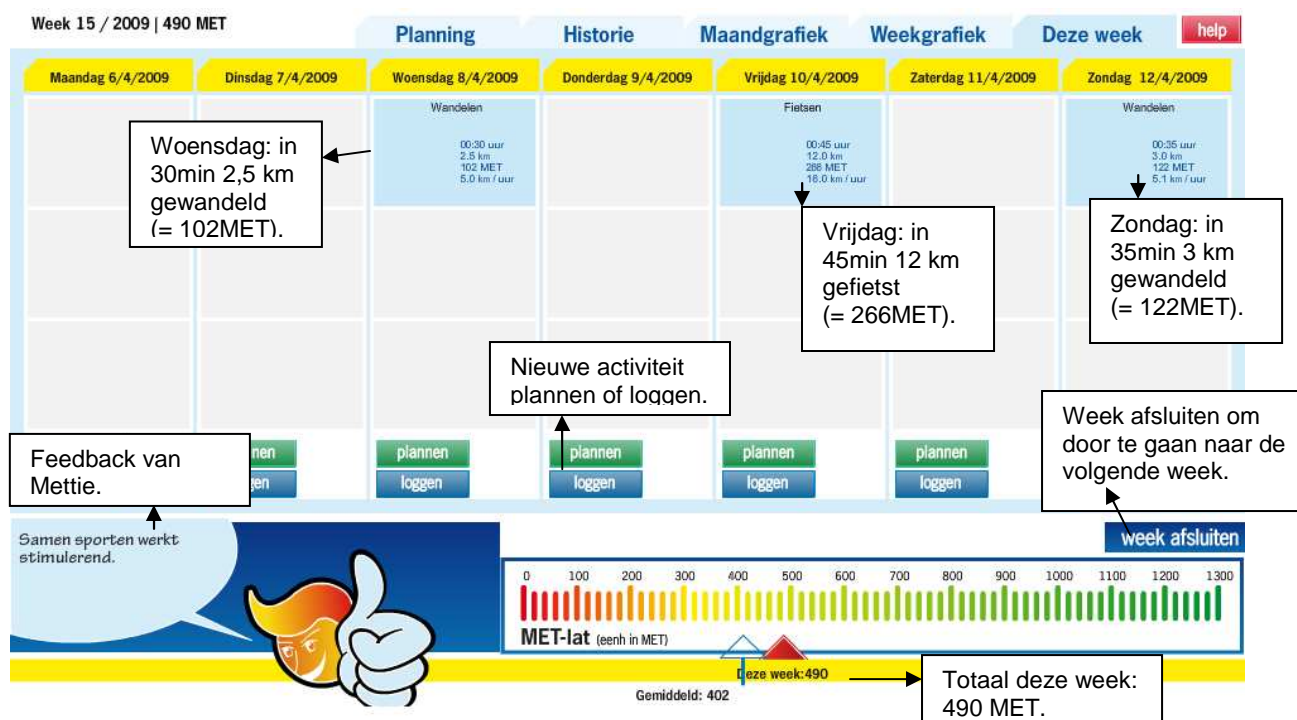 Week 15 / 2009 | 490 MET
Planning
Historie
Maandgrafiek
Weekgrafiek
Deze week
help
Maandag 6/4/2009
Dinsdag 7/4/2009
Woensdag 8/4/2009
Donderdag 9/4/2009
Vrijdag 10/4/2009
Zaterdag 11/4/2009
Zondag 12/4/2009
Wandelen
00:30 uur
2.5 km
102 MET
5.0 km / uur
Fietsen
00:45 uur
12.0 km
266 MET
16.0 km / uur
Wandelen
00:35 uur
3.0 km
122 MET
5.1 km / uur
Woensdag: in
30min 2,5 km
gewandeld
(= 102MET).
Vrijdag: in
45min 12 km
gefietst
(= 266MET).
Zondag: in
35min 3 km
gewandeld
(= 122MET).
Nieuwe activiteit
plannen of loggen.
Week afsluiten om
door te gaan naar de
volgende week.
Feedback van
Mettie.
nen
gen
plannen
loggen
plannen
loggen
plannen
loggen
plannen
loggen
Samen sporten werkt
stimulerend.
week afsluiten
0 100 200 300 400 500 600 700 800 900 1000 1100 1200 1300
MET-lat (eenh in MET)
Deze week:490
Gemiddeld: 402
Totaal deze week:
490 MET.